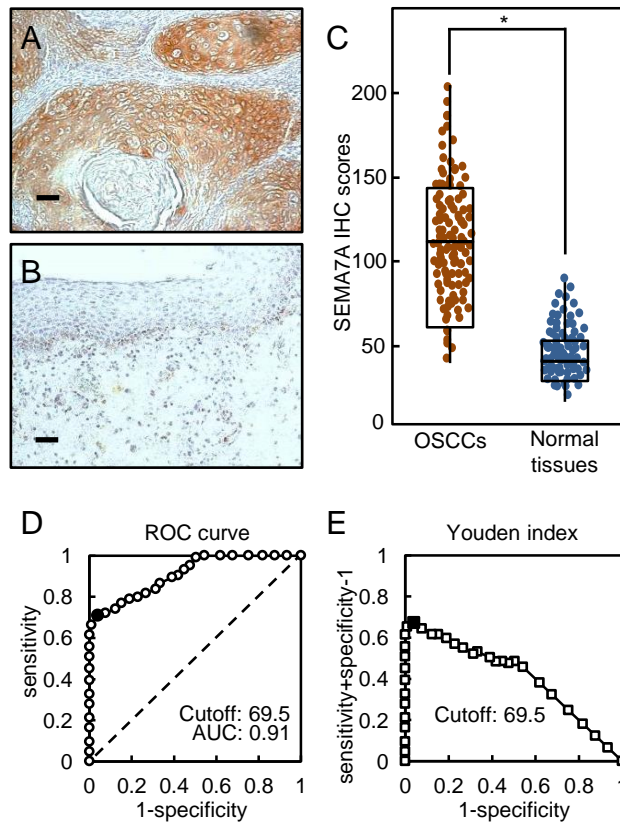 A
B
C
*
SEMA7A IHC scores
200
150
100
50
0
OSCCs
Normal
tissues
D
ROC curve
sensitivity
1
0.8
0.6
0.4
0.2
0
Cutoff: 69.5
AUC: 0.91
0 0.2 0.4 0.6 0.8 1
1-specificity
E
Youden index
sensitivity+specificity-1
1
0.8
0.6
0.4
0.2
0
Cutoff: 69.5
0 0.2 0.4 0.6 0.8 1
1-specificity